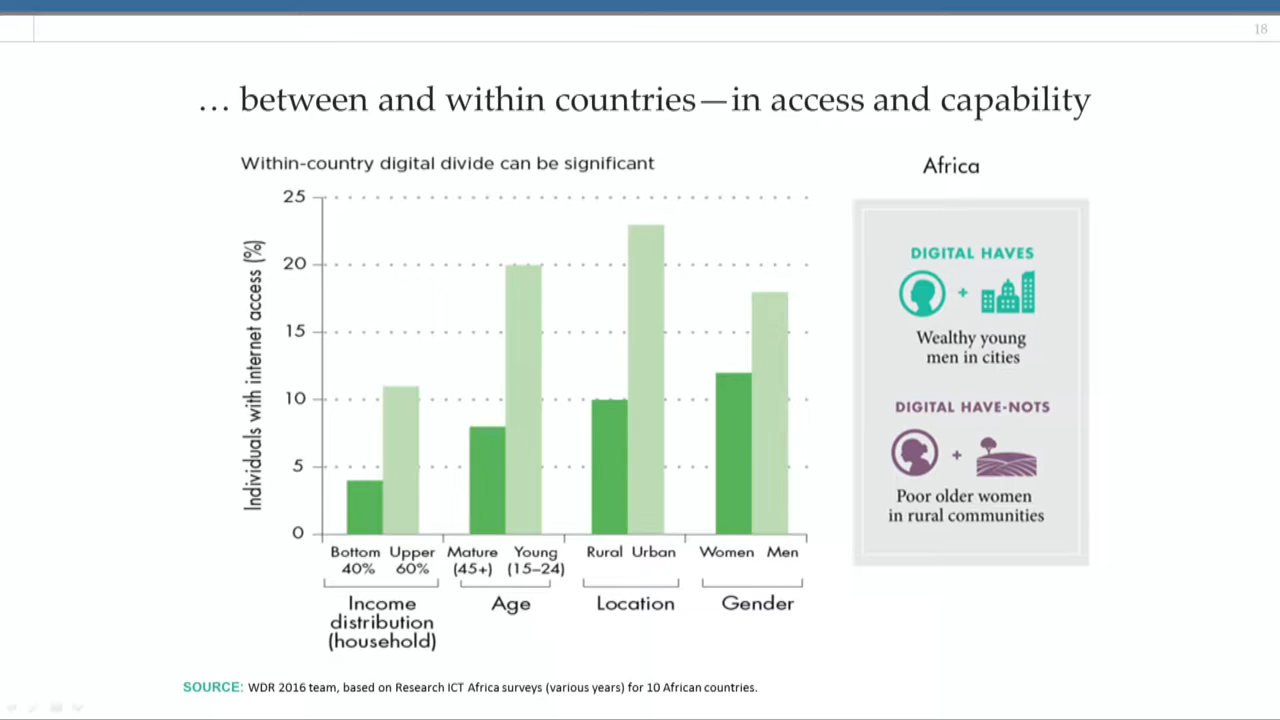 18
… between and within countries—in access and capability
Within-country digital divide can be significant
Individuals with internet access (%)
25
20
15
10
5
0
Bottom 40%
Upper 60%
Mature (45+)
Young (15–24)
Rural
Urban
Women
Men
Income
distribution
(household)
Age
Location
Gender
Africa
DIGITAL HAVES
+
Wealthy young
men in cities
DIGITAL HAVE-NOTS
+
Poor older women
in rural communities
SOURCE: WDR 2016 team, based on Research ICT Africa surveys (various years) for 10 African countries.